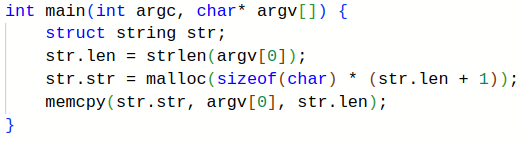 int main(int argc, char* argv[]) {
    struct string str;
    str.len = strlen(argv[0]);
    str.str = malloc(sizeof(char) * (str.len + 1));
    memcpy(str.str, argv[0], str.len);
}